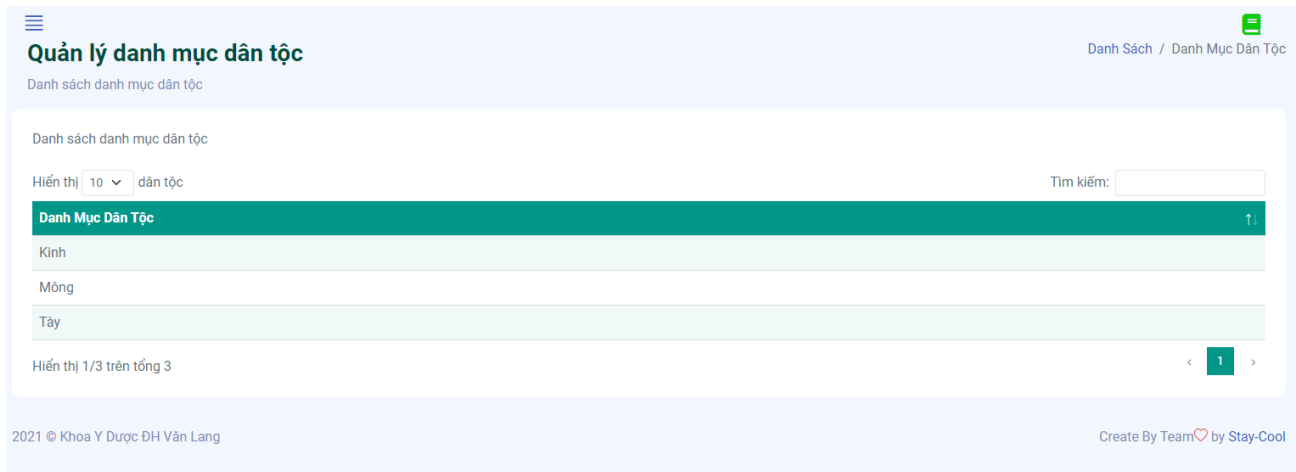 Quản lý danh mục dân tộc
Danh Sách / Danh Mục Dân Tộc
Danh sách danh mục dân tộc
Danh sách danh mục dân tộc
Hiển thị 10 dân tộc
Tìm kiếm:
Danh Mục Dân Tộc
Kinh
Mông
Tày
Hiển thị 1/3 trên tổng 3
‹ 1 ›
2021 © Khoa Y Dược ĐH Văn Lang
Create By Team♡ by Stay-Cool